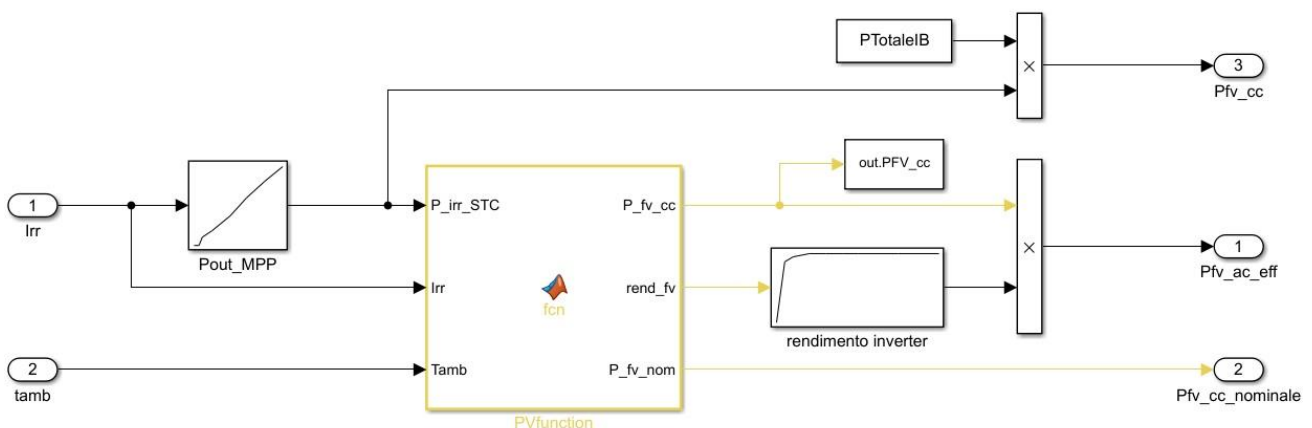 PTotaleIB
×
3
Pfv_cc
out.PFV_cc
1
Irr
Pout_MPP
P_irr_STC
P_fv_cc
×
1
Pfv_ac_eff
Irr
fcn
rend_fv
rendimento inverter
2
tamb
Tamb
P_fv_nom
2
Pfv_cc_nominale
PVfunction